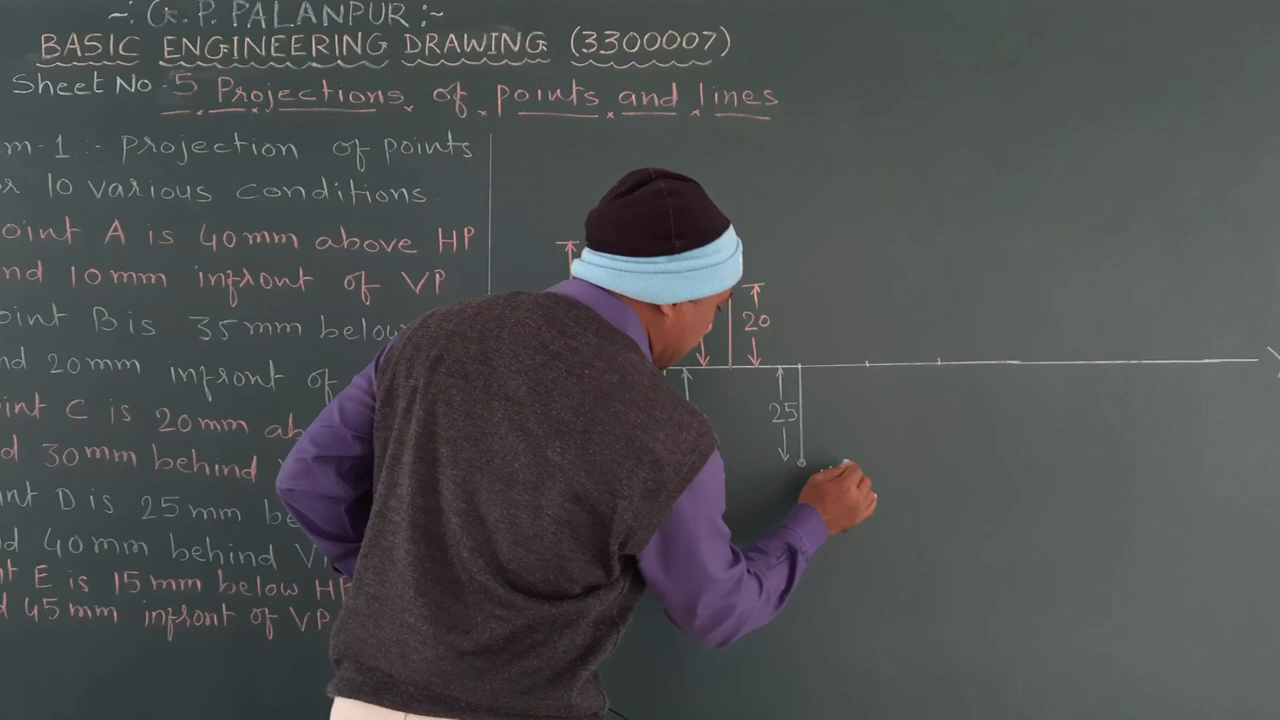 ~: G.P. PALANPUR :~
BASIC ENGINEERING DRAWING (3300007)
Sheet No-5 Projections of points and lines
m-1:- projection of points
r 10 various conditions.
oint A is 40mm above HP
nd 10mm infront of VP
oint B is 35mm below
nd 20mm infront of
int C is 20mm ab
d 30mm behind
nt D is 25mm be
d 40mm behind V
t E is 15mm below HP
d 45mm infront of VP
20
25